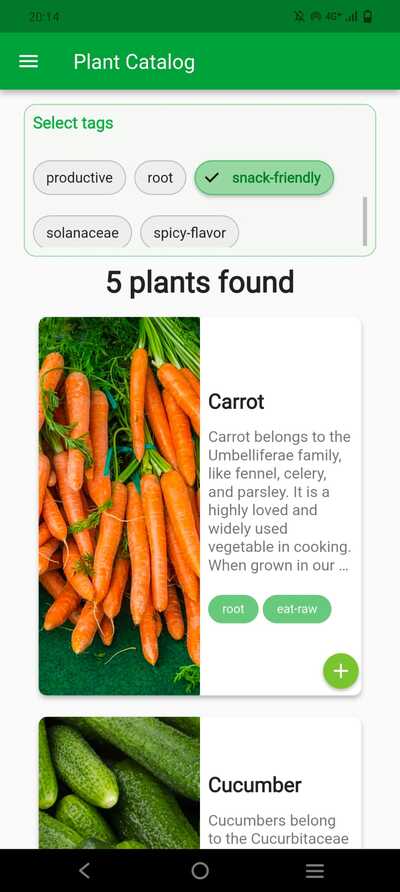 20:14
4G+
Plant Catalog
Select tags
productive
root
snack-friendly
solanaceae
spicy-flavor
5 plants found
Carrot
Carrot belongs to the
Umbelliferae family,
like fennel, celery,
and parsley. It is a
highly loved and
widely used
vegetable in cooking.
When grown in our ...
root
eat-raw
Cucumber
Cucumbers belong
to the Cucurbitaceae